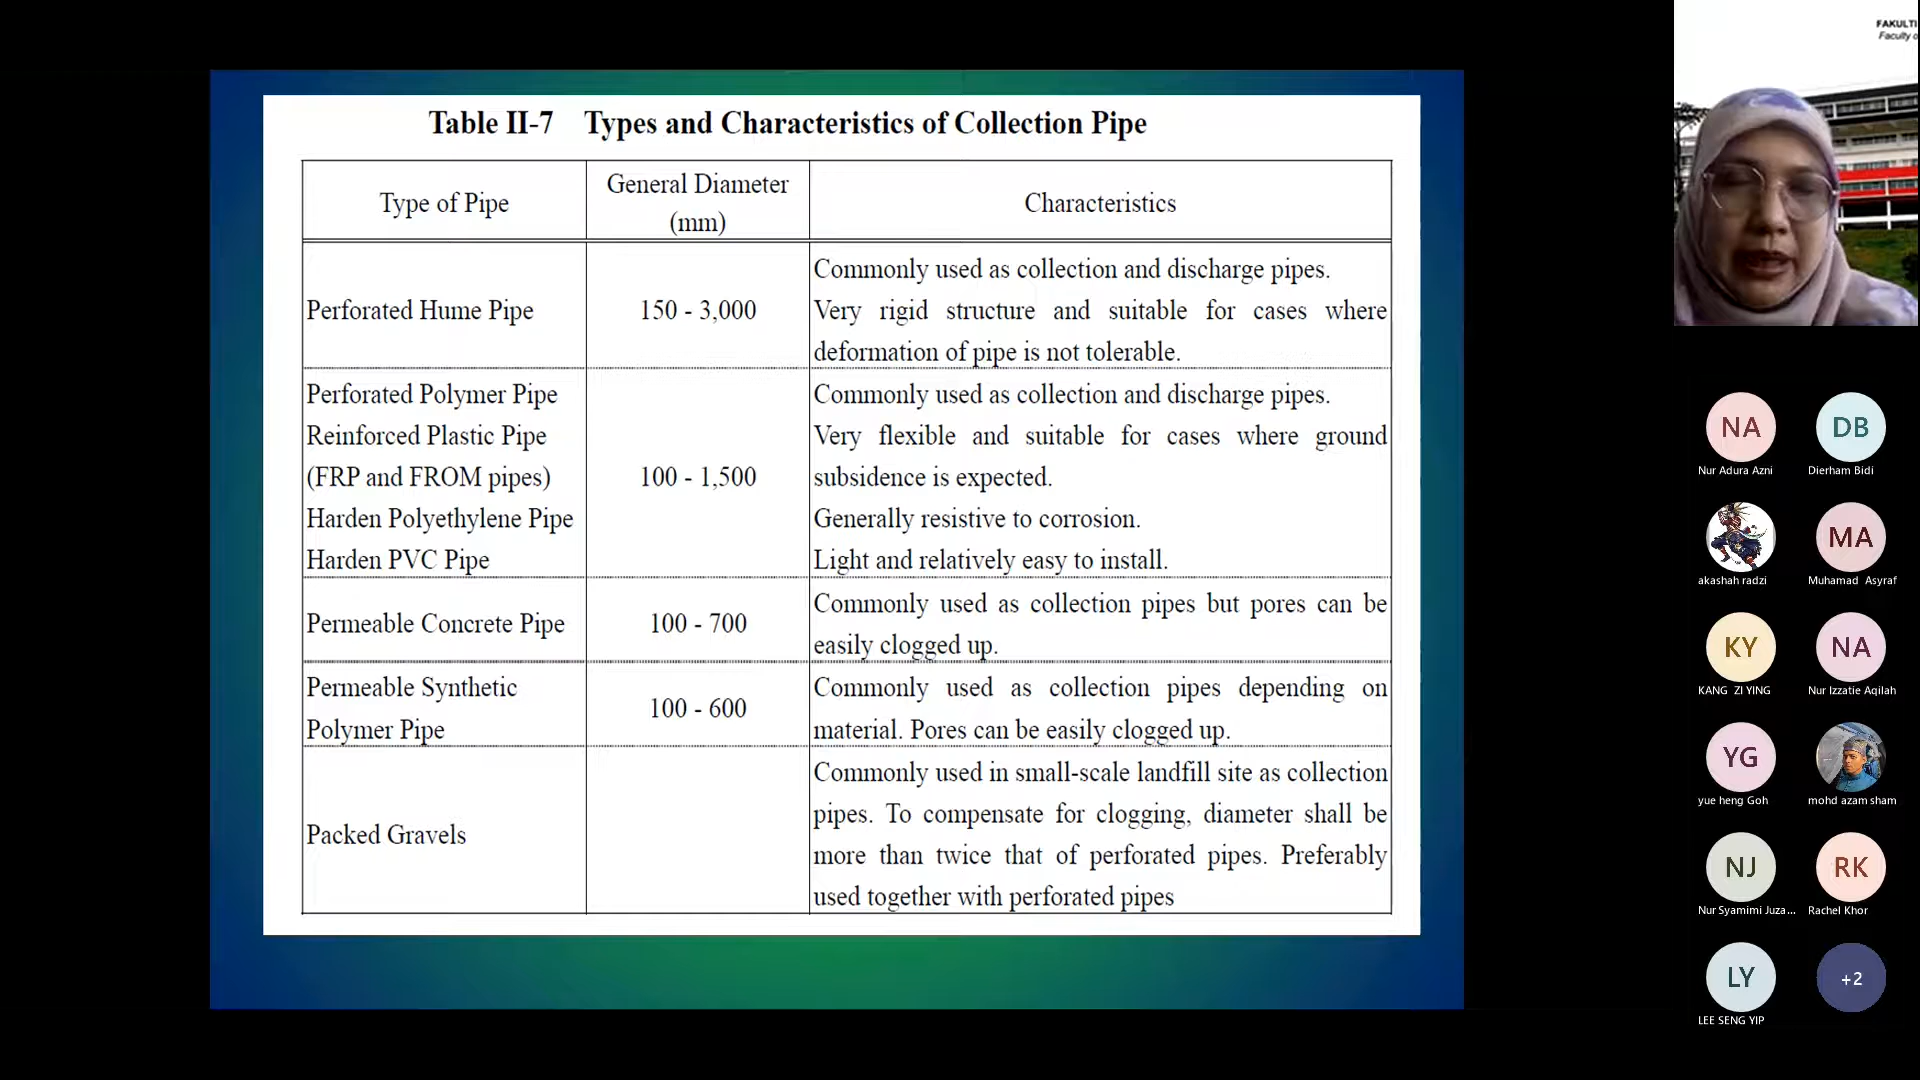 Table II-7 Types and Characteristics of Collection Pipe
Type of Pipe
General Diameter
(mm)
Characteristics
Perforated Hume Pipe
150 - 3,000
Commonly used as collection and discharge pipes.
Very rigid structure and suitable for cases where
deformation of pipe is not tolerable.
Perforated Polymer Pipe
Reinforced Plastic Pipe
(FRP and FROM pipes)
Harden Polyethylene Pipe
Harden PVC Pipe
100 - 1,500
Commonly used as collection and discharge pipes.
Very flexible and suitable for cases where ground
subsidence is expected.
Generally resistive to corrosion.
Light and relatively easy to install.
Permeable Concrete Pipe
100 - 700
Commonly used as collection pipes but pores can be
easily clogged up.
Permeable Synthetic
Polymer Pipe
100 - 600
Commonly used as collection pipes depending on
material. Pores can be easily clogged up.
Packed Gravels
Commonly used in small-scale landfill site as collection
pipes. To compensate for clogging, diameter shall be
more than twice that of perforated pipes. Preferably
used together with perforated pipes
FAKULTI
Faculty o
NA
Nur Adura Azni
DB
Dierham Bidi
akashah radzi
MA
Muhamad Asyraf
KY
KANG ZI YING
NA
Nur Izzatie Aqilah
YG
yue heng Goh
mohd azam sham
NJ
Nur Syamimi Juza...
RK
Rachel Khor
LY
LEE SENG YIP
+2